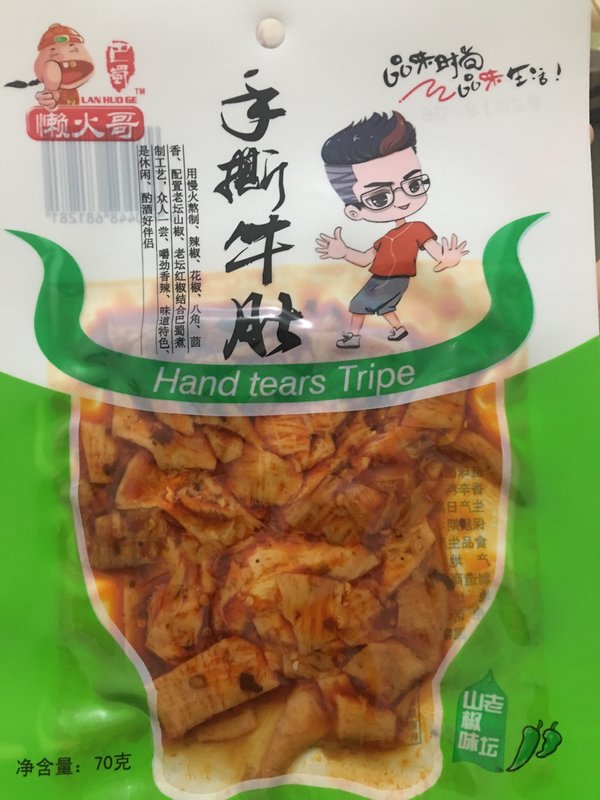 巴蜀
LAN HUO GE TM
懒火哥
品味时尚
品味生活!
手撕牛肚
用慢火熬制、辣椒、花椒、八角、茴
香、配置老坛山椒、老坛红椒结合巴蜀煮
制工艺，众人一尝、嚼劲香辣、味道特色、
是休闲、酌酒好伴侣
Hand tears Tripe
老坛
山椒味
净含量：70克